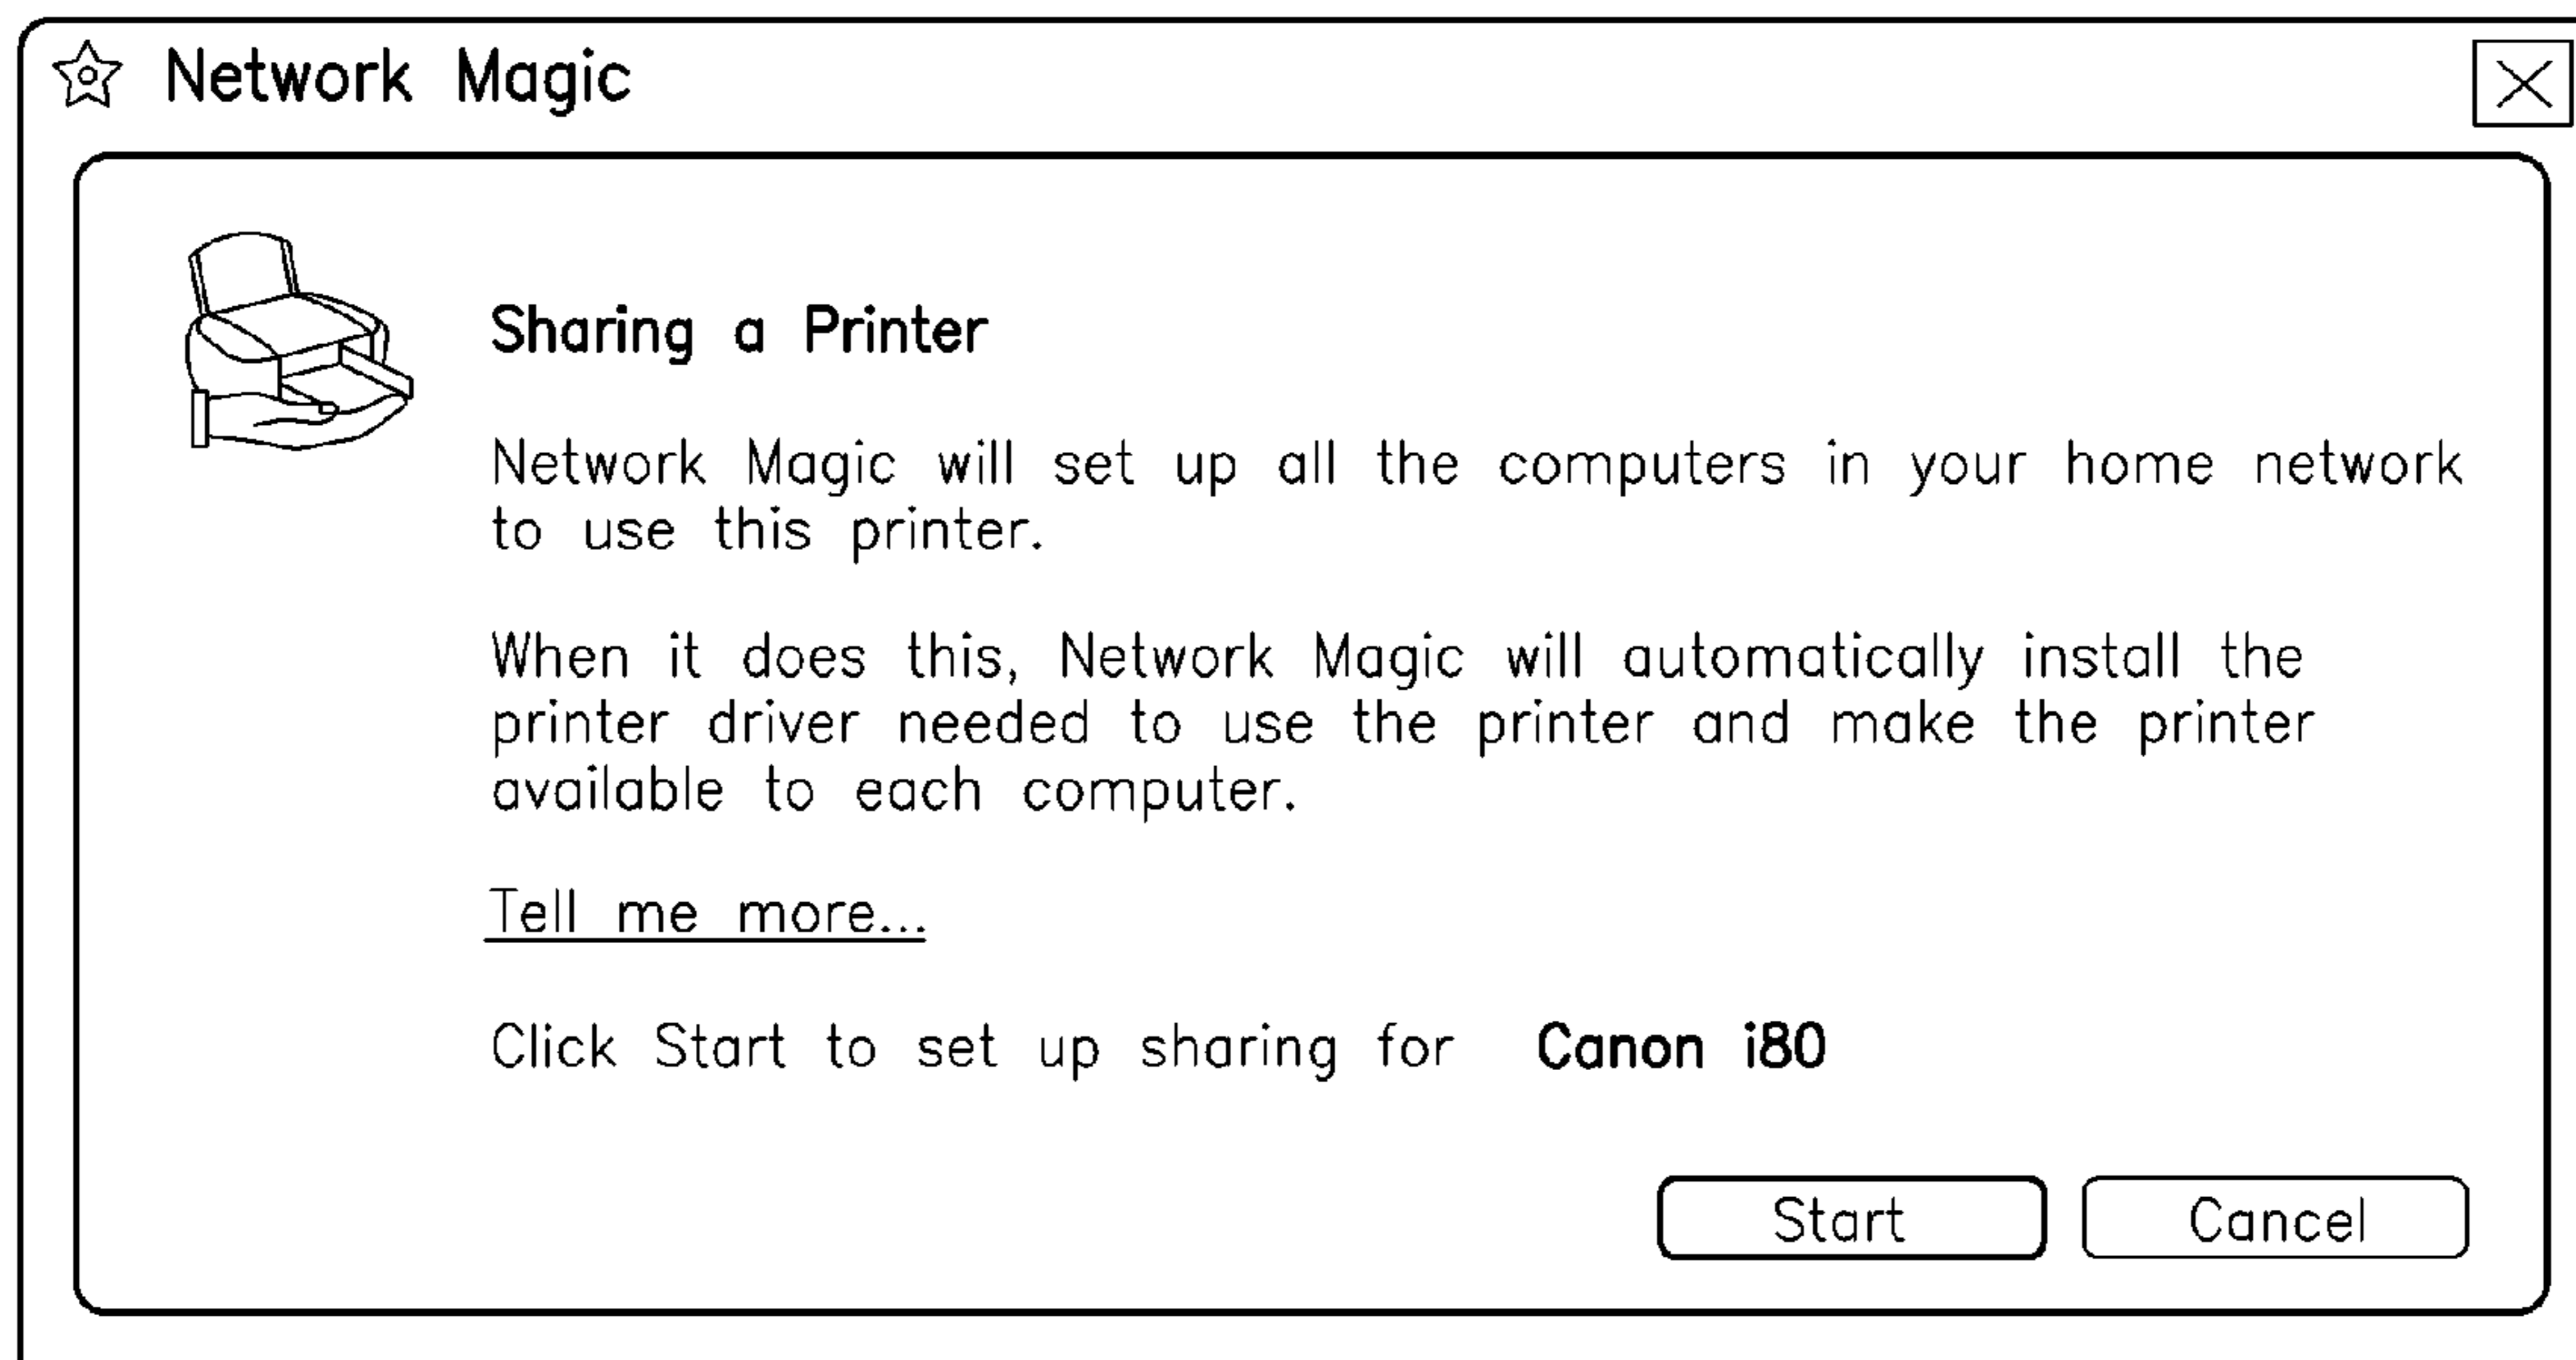 Network Magic
Sharing a Printer
Network Magic will set up all the computers in your home network
to use this printer.
When it does this, Network Magic will automatically install the
printer driver needed to use the printer and make the printer
available to each computer.
Tell me more...
Click Start to set up sharing for Canon i80
Start Cancel